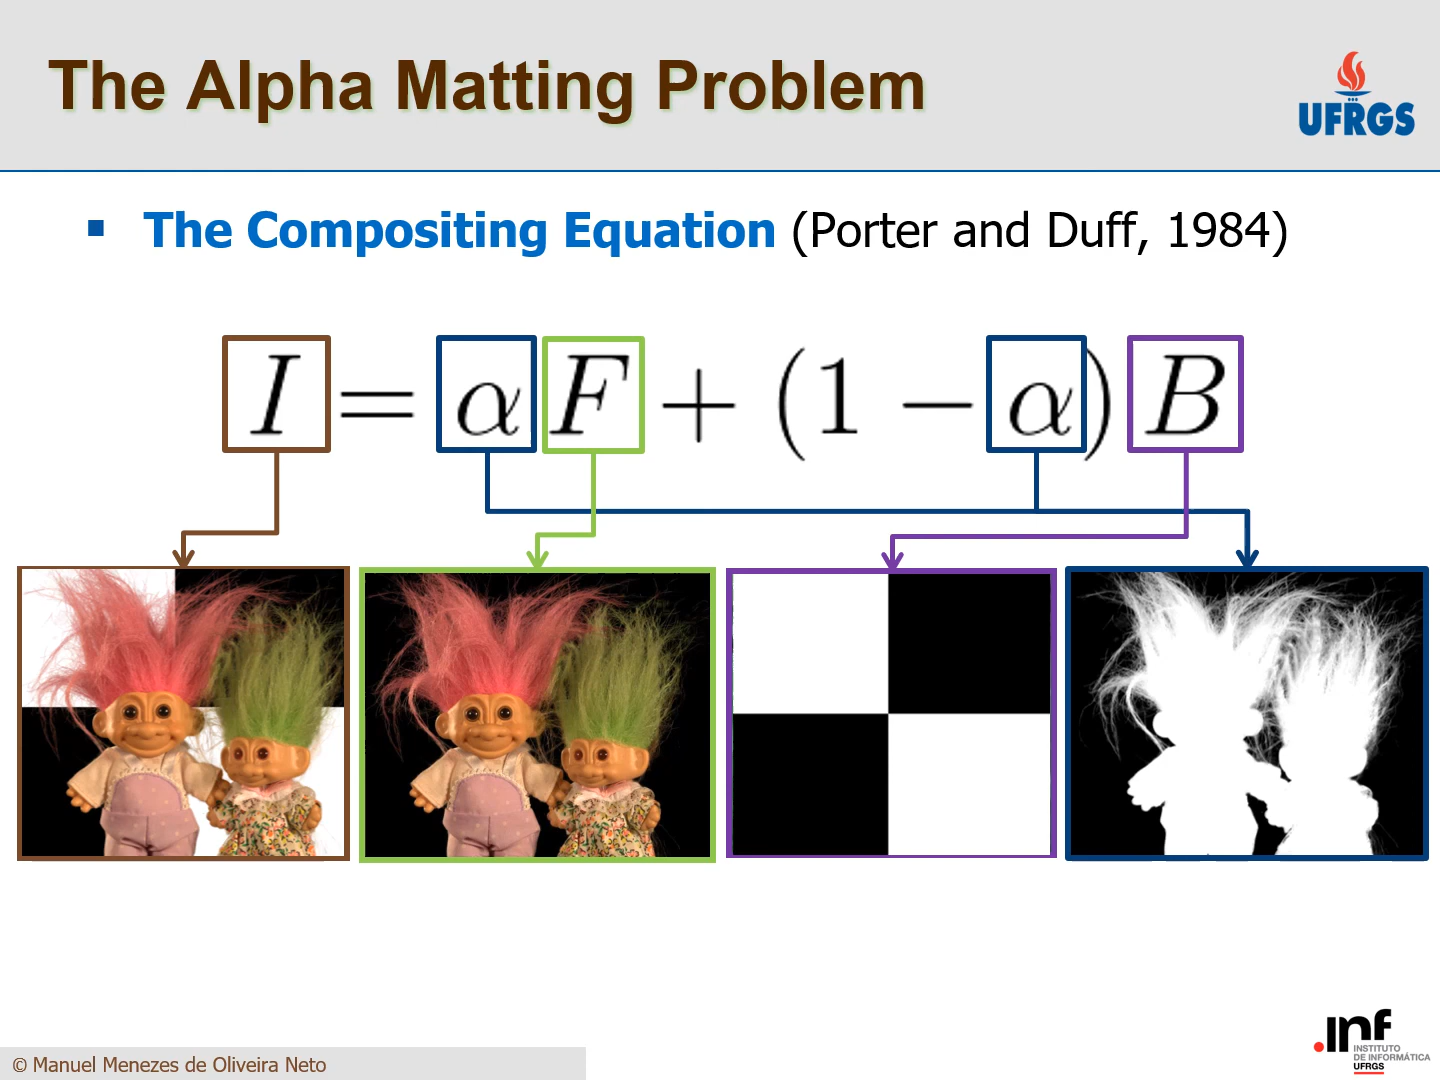 The Alpha Matting Problem
UFRGS
▪ The Compositing Equation (Porter and Duff, 1984)
I = α F + (1 − α) B
.inf
INSTITUTO
DE INFORMÁTICA
UFRGS
© Manuel Menezes de Oliveira Neto